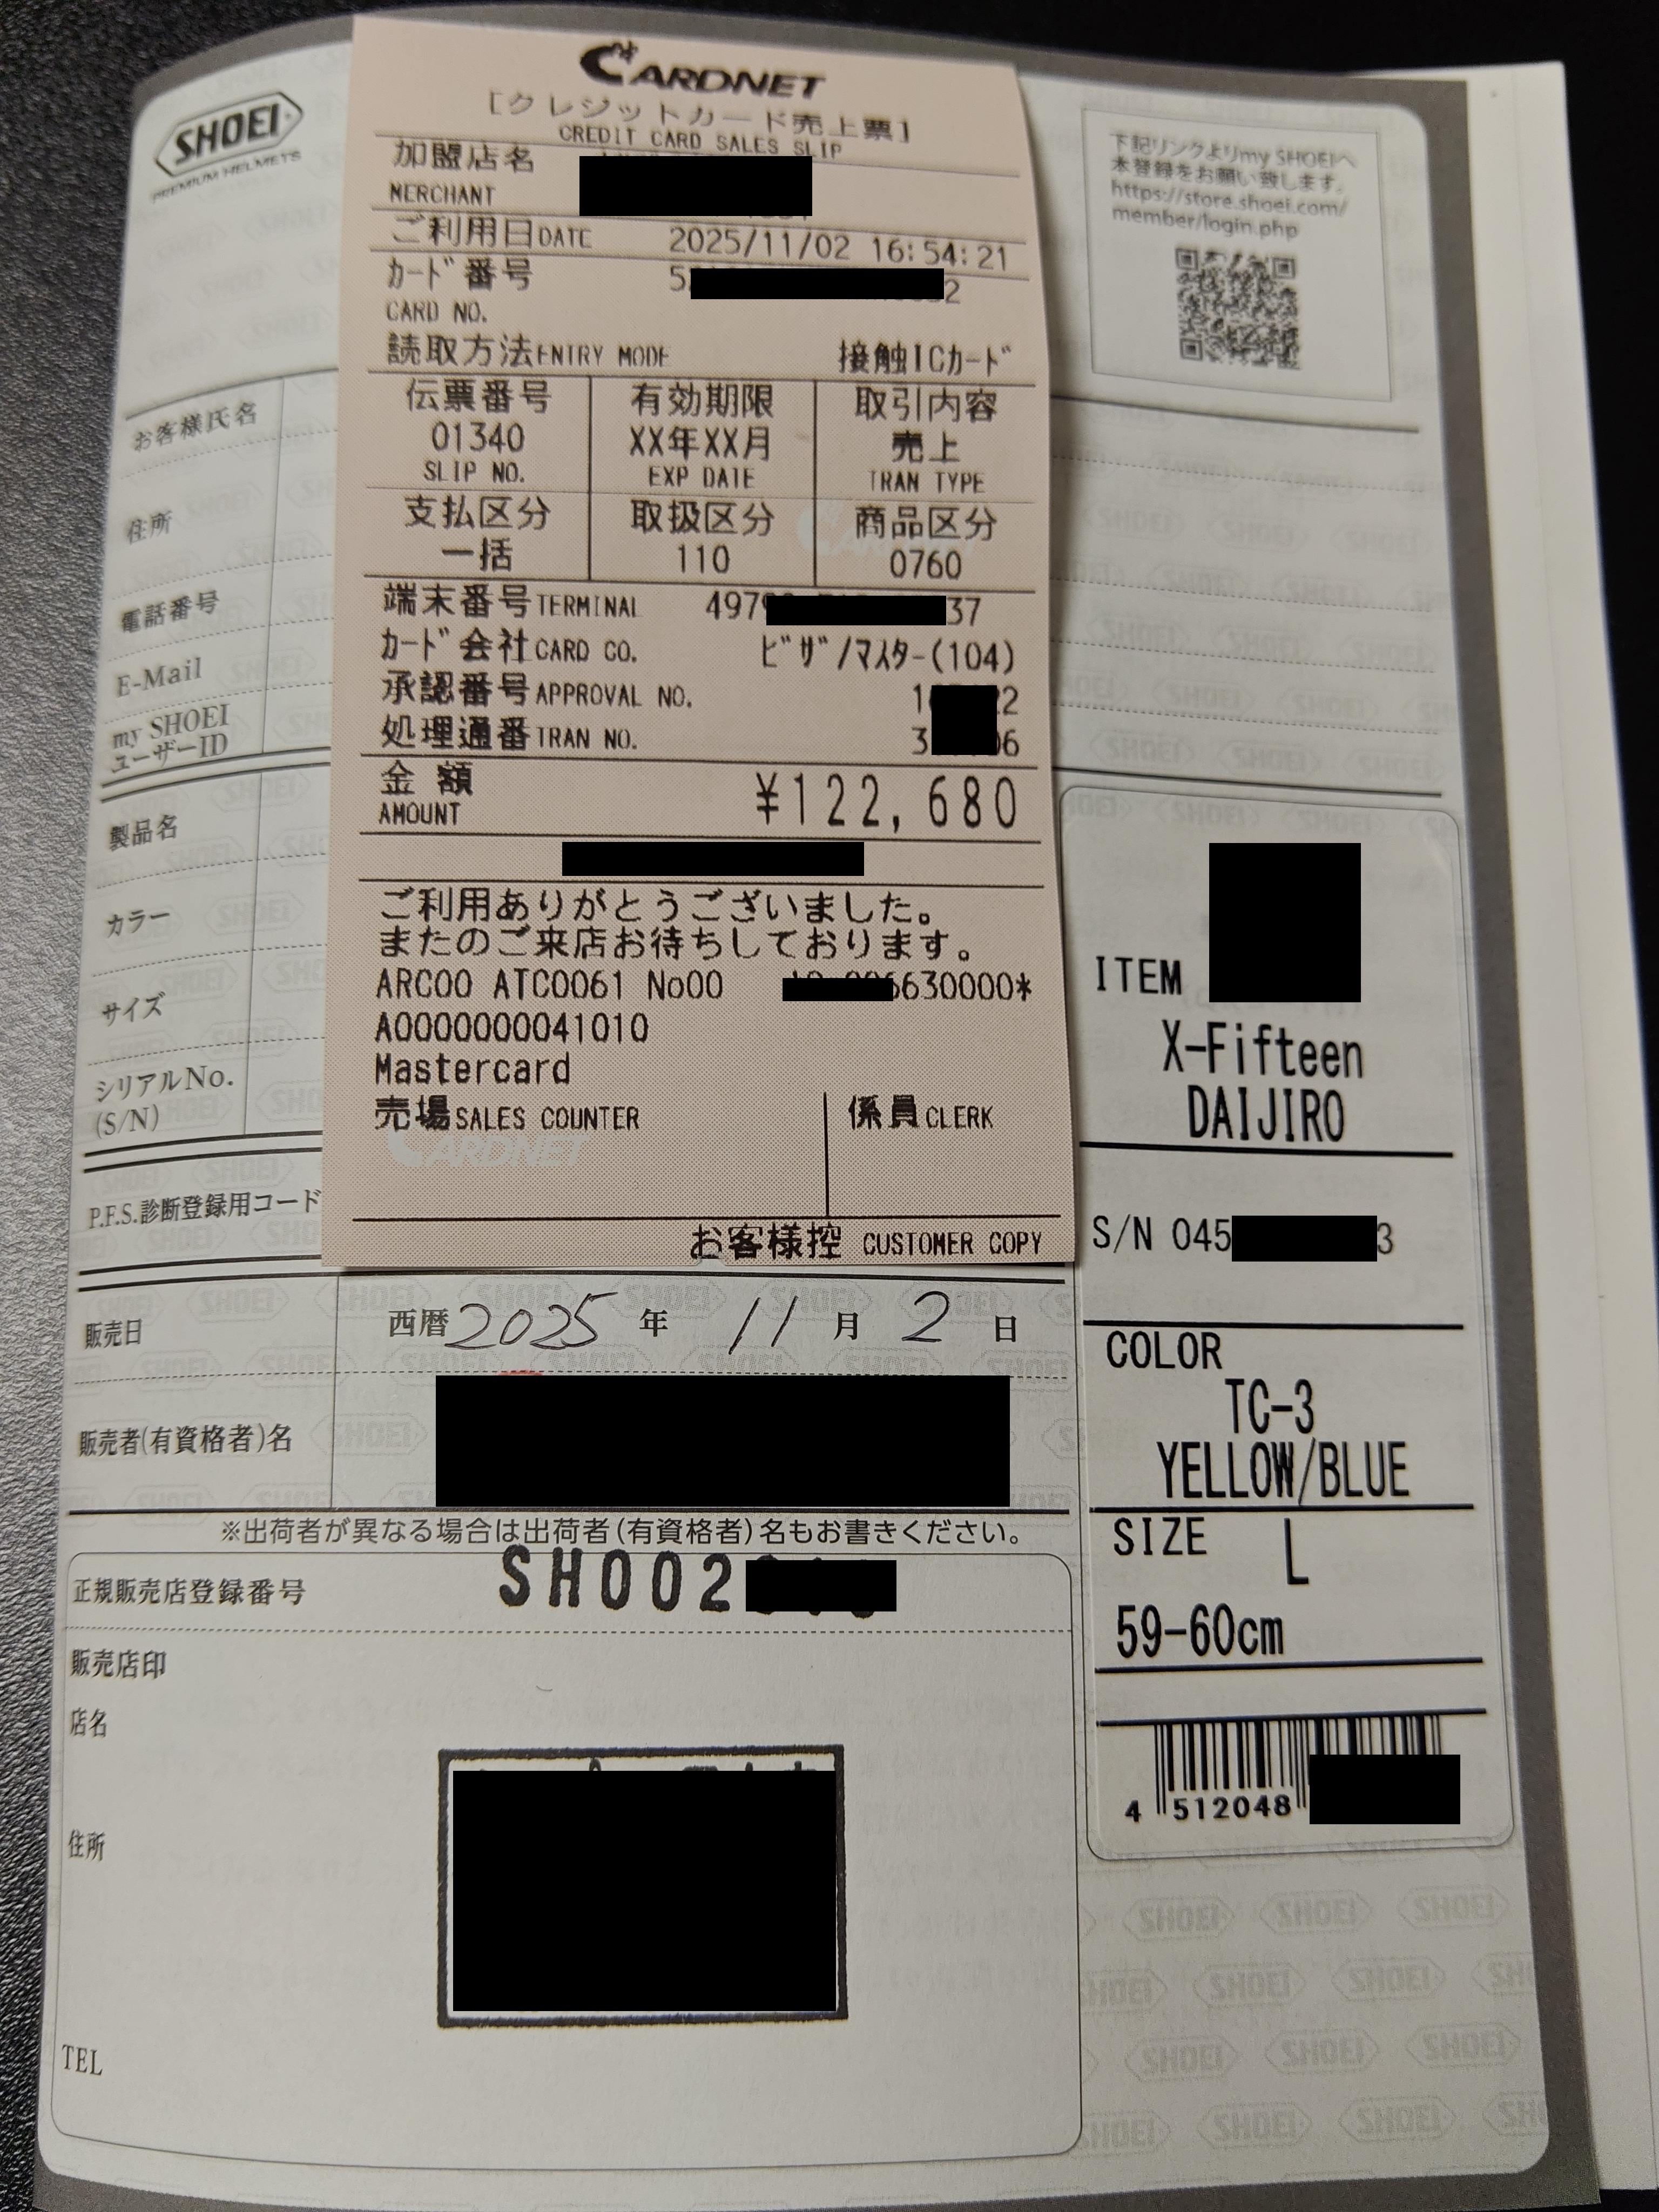 SHOEI
PREMIUM HELMETS
CARDNET
[クレジットカード売上票]
CREDIT CARD SALES SLIP
加盟店名
MERCHANT
ご利用日DATE 2025/11/02 16:54:21
カード番号 5 2
CARD NO.
読取方法ENTRY MODE 接触ICカード
伝票番号 有効期限 取引内容
01340 XX年XX月 売上
SLIP NO. EXP DATE TRAN TYPE
支払区分 取扱区分 商品区分
一括 110 0760
端末番号TERMINAL 497 37
カード会社CARD CO. ビザ/マスター(104)
承認番号APPROVAL NO. 1 2
処理通番TRAN NO. 3 06
金額 ¥122,680
AMOUNT
ご利用ありがとうございました。
またのご来店お待ちしております。
ARC00 ATC0061 No00 6630000*
A0000000041010
Mastercard
売場SALES COUNTER 係員CLERK
CARDNET
お客様控 CUSTOMER COPY
下記リンクよりmy SHOEIへ
本登録をお願い致します。
https://store.shoei.com/
member/login.php
お客様氏名
住所
電話番号
E-Mail
my SHOEI
ユーザーID
製品名
カラー
サイズ
シリアルNo.
(S/N)
P.F.S.診断登録用コード
販売日 西暦 2025 年 11 月 2 日
販売者(有資格者)名
※出荷者が異なる場合は出荷者(有資格者)名もお書きください。
正規販売店登録番号 SH002
販売店印
店名
住所
TEL
ITEM
X-Fifteen
DAIJIRO
S/N 045 3
COLOR
TC-3
YELLOW/BLUE
SIZE L
59-60cm
4 512048